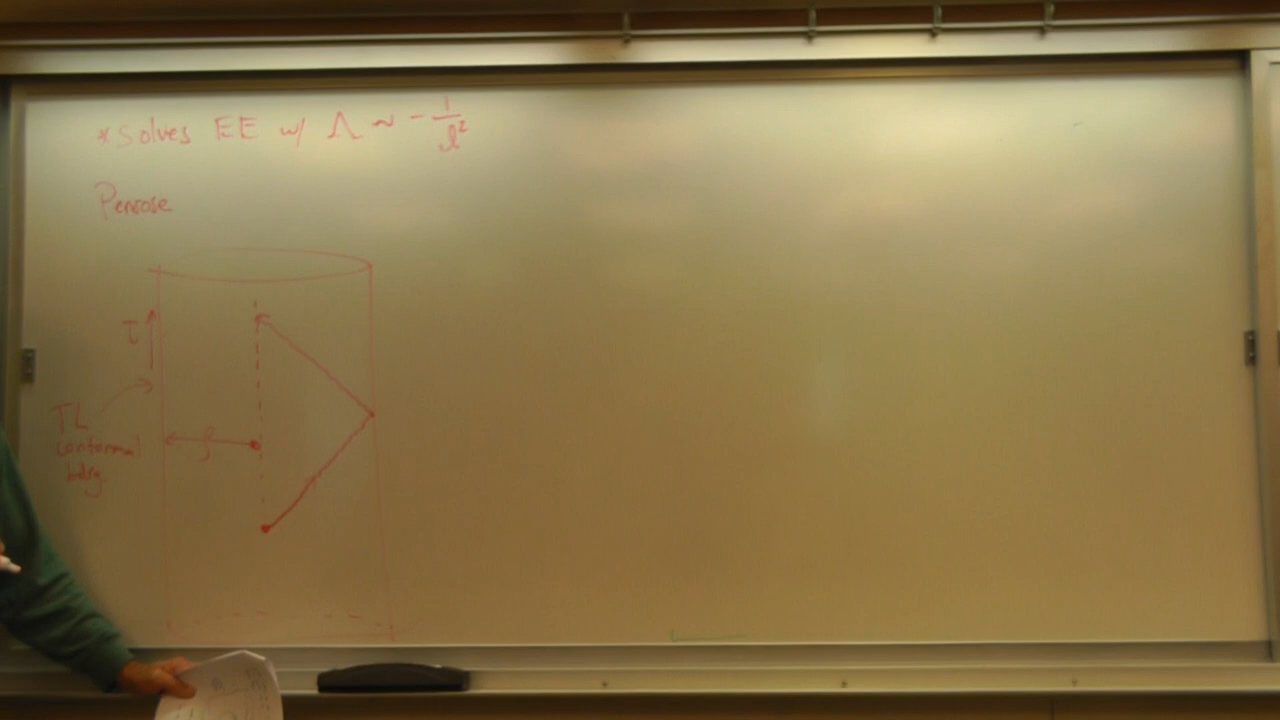 * Solves EE w/ Λ ~ - 1/ℓ²
Penrose
τ
TL
conformal
bdry.
ρ